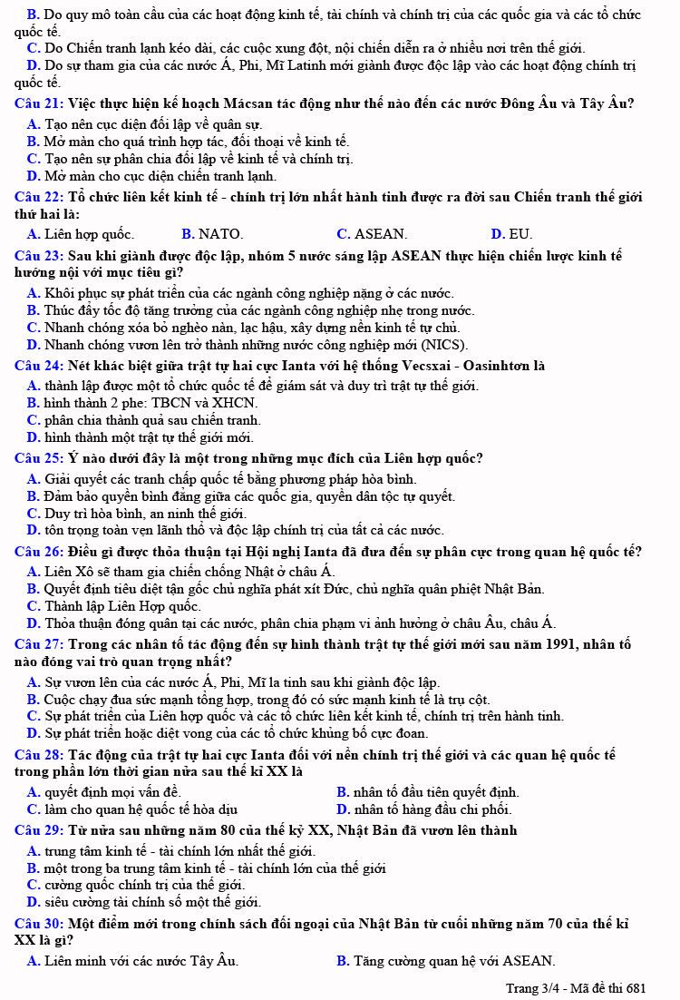 B. Do quy mô toàn cầu của các hoạt động kinh tế, tài chính và chính trị của các quốc gia và các tổ chức
quốc tế.
C. Do Chiến tranh lạnh kéo dài, các cuộc xung đột, nội chiến diễn ra ở nhiều nơi trên thế giới.
D. Do sự tham gia của các nước Á, Phi, Mĩ Latinh mới giành được độc lập vào các hoạt động chính trị
quốc tế.
Câu 21: Việc thực hiện kế hoạch Mácsan tác động như thế nào đến các nước Đông Âu và Tây Âu?
A. Tạo nên cục diện đối lập về quân sự.
B. Mở màn cho quá trình hợp tác, đối thoại về kinh tế.
C. Tạo nên sự phân chia đối lập về kinh tế và chính trị.
D. Mở màn cho cục diện chiến tranh lạnh.
Câu 22: Tổ chức liên kết kinh tế - chính trị lớn nhất hành tinh được ra đời sau Chiến tranh thế giới
thứ hai là:
A. Liên hợp quốc. B. NATO. C. ASEAN. D. EU.
Câu 23: Sau khi giành được độc lập, nhóm 5 nước sáng lập ASEAN thực hiện chiến lược kinh tế
hướng nội với mục tiêu gì?
A. Khôi phục sự phát triển của các ngành công nghiệp nặng ở các nước.
B. Thúc đẩy tốc độ tăng trưởng của các ngành công nghiệp nhẹ trong nước.
C. Nhanh chóng xóa bỏ nghèo nàn, lạc hậu, xây dựng nền kinh tế tự chủ.
D. Nhanh chóng vươn lên trở thành những nước công nghiệp mới (NICS).
Câu 24: Nét khác biệt giữa trật tự hai cực Ianta với hệ thống Vecsxai - Oasinhtơn là
A. thành lập được một tổ chức quốc tế để giám sát và duy trì trật tự thế giới.
B. hình thành 2 phe: TBCN và XHCN.
C. phân chia thành quả sau chiến tranh.
D. hình thành một trật tự thế giới mới.
Câu 25: Ý nào dưới đây là một trong những mục đích của Liên hợp quốc?
A. Giải quyết các tranh chấp quốc tế bằng phương pháp hòa bình.
B. Đảm bảo quyền bình đẳng giữa các quốc gia, quyền dân tộc tự quyết.
C. Duy trì hòa bình, an ninh thế giới.
D. tôn trọng toàn vẹn lãnh thổ và độc lập chính trị của tất cả các nước.
Câu 26: Điều gì được thỏa thuận tại Hội nghị Ianta đã đưa đến sự phân cực trong quan hệ quốc tế?
A. Liên Xô sẽ tham gia chiến chống Nhật ở châu Á.
B. Quyết định tiêu diệt tận gốc chủ nghĩa phát xít Đức, chủ nghĩa quân phiệt Nhật Bản.
C. Thành lập Liên Hợp quốc.
D. Thỏa thuận đóng quân tại các nước, phân chia phạm vi ảnh hưởng ở châu Âu, châu Á.
Câu 27: Trong các nhân tố tác động đến sự hình thành trật tự thế giới mới sau năm 1991, nhân tố
nào đóng vai trò quan trọng nhất?
A. Sự vươn lên của các nước Á, Phi, Mĩ la tinh sau khi giành độc lập.
B. Cuộc chạy đua sức mạnh tổng hợp, trong đó có sức mạnh kinh tế là trụ cột.
C. Sự phát triển của Liên hợp quốc và các tổ chức liên kết kinh tế, chính trị trên hành tinh.
D. Sự phát triển hoặc diệt vong của các tổ chức khủng bố cực đoan.
Câu 28: Tác động của trật tự hai cực Ianta đối với nền chính trị thế giới và các quan hệ quốc tế
trong phần lớn thời gian nửa sau thế kỉ XX là
A. quyết định mọi vấn đề. B. nhân tố đầu tiên quyết định.
C. làm cho quan hệ quốc tế hòa dịu D. nhân tố hàng đầu chi phối.
Câu 29: Từ nửa sau những năm 80 của thế kỷ XX, Nhật Bản đã vươn lên thành
A. trung tâm kinh tế - tài chính lớn nhất thế giới.
B. một trong ba trung tâm kinh tế - tài chính lớn của thế giới
C. cường quốc chính trị của thế giới.
D. siêu cường tài chính số một thế giới.
Câu 30: Một điểm mới trong chính sách đối ngoại của Nhật Bản từ cuối những năm 70 của thế kỉ
XX là gì?
A. Liên minh với các nước Tây Âu. B. Tăng cường quan hệ với ASEAN.
Trang 3/4 - Mã đề thi 681